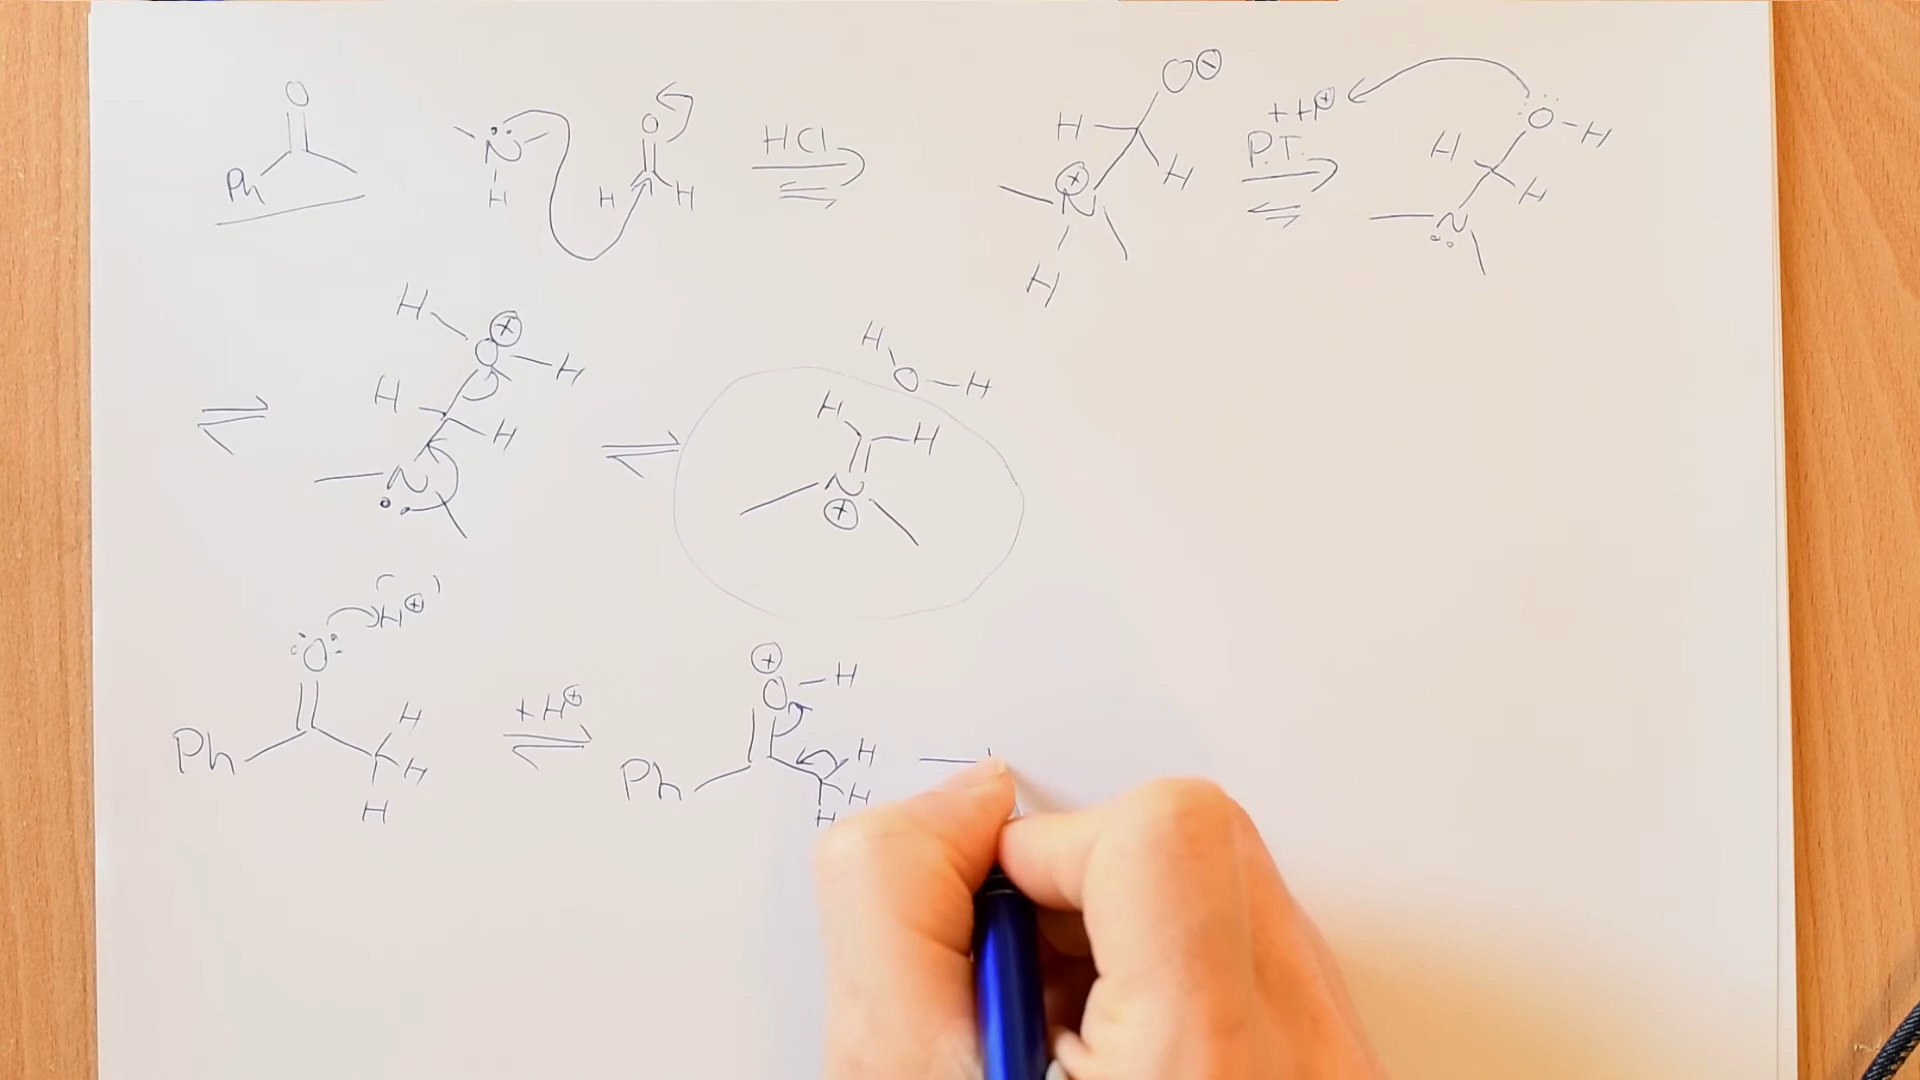 O Ph N H O H H HCl O⊖ H H ⊕ N H +H⊕ P.T. O-H H H N
H O⊕ H H H N
H O-H H H N ⊕
(H⊕) O Ph H H H +H⊕ ⊕ O-H Ph H H H